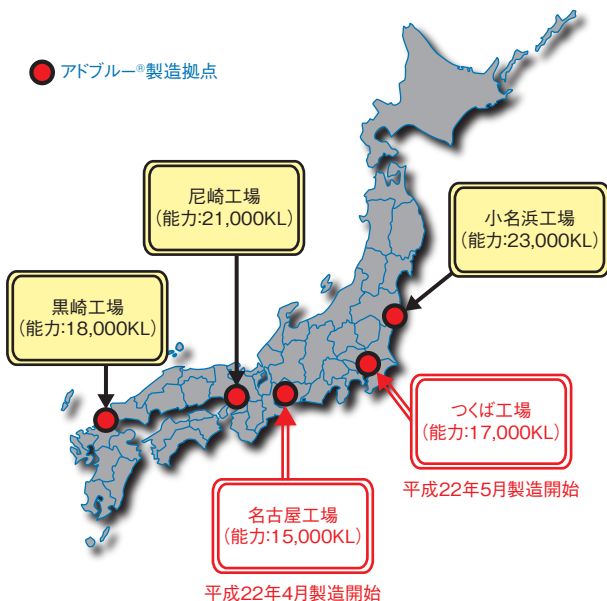 アドブルー®製造拠点
尼崎工場
(能力:21,000KL)
小名浜工場
(能力:23,000KL)
黒崎工場
(能力:18,000KL)
つくば工場
(能力:17,000KL)
平成22年5月製造開始
名古屋工場
(能力:15,000KL)
平成22年4月製造開始